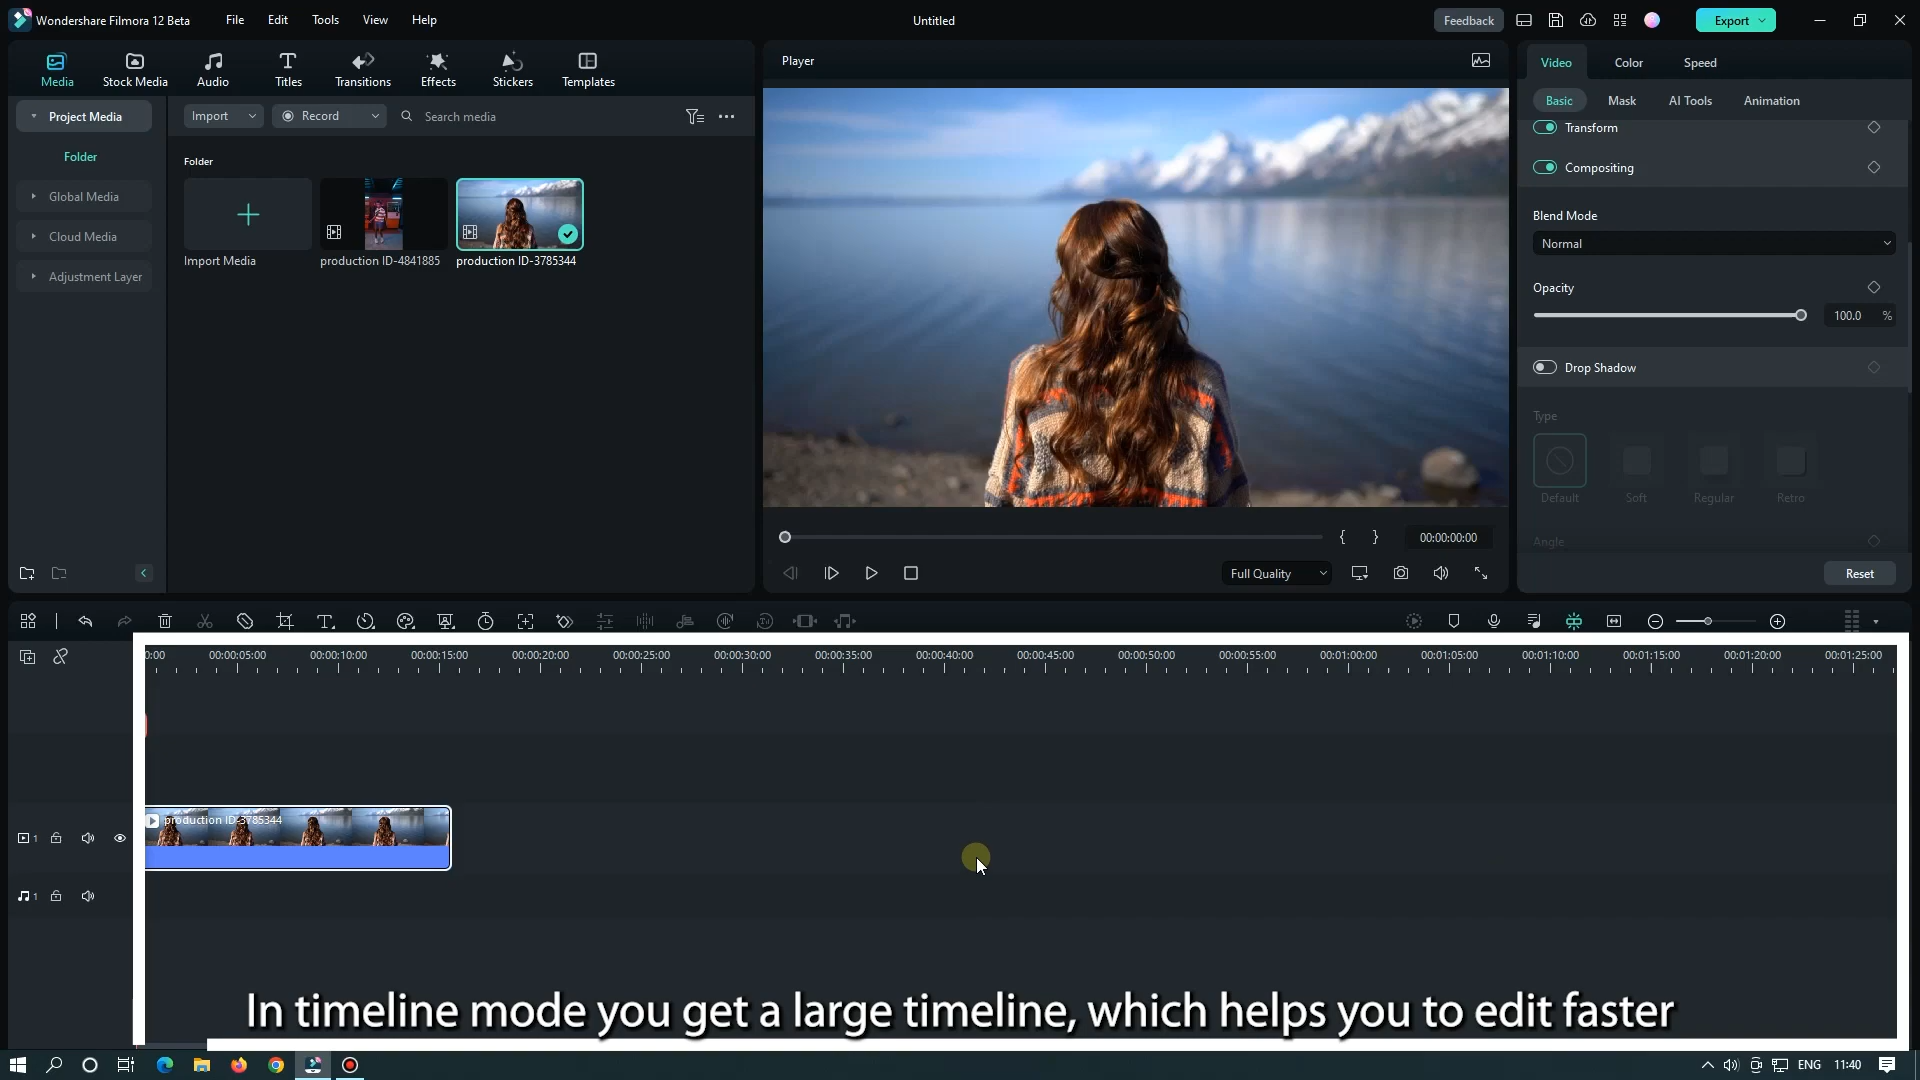 Wondershare Filmora 12 Beta
File
Edit
Tools
View
Help
Untitled
Feedback
Export
Media
Stock Media
Audio
Titles
Transitions
Effects
Stickers
Templates
Player
Video
Color
Speed
Project Media
Import
Record
Search media
Basic
Mask
AI Tools
Animation
Folder
Folder
Global Media
Cloud Media
Adjustment Layer
Import Media
production ID-4841885
production ID-3785344
Transform
Compositing
Blend Mode
Normal
Opacity
100.0 %
Drop Shadow
Type
Default
Soft
Regular
Retro
Angle
Reset
{ }
00:00:00:00
Full Quality
0:00
00:00:05:00
00:00:10:00
00:00:15:00
00:00:20:00
00:00:25:00
00:00:30:00
00:00:35:00
00:00:40:00
00:00:45:00
00:00:50:00
00:00:55:00
00:01:00:00
00:01:05:00
00:01:10:00
00:01:15:00
00:01:20:00
00:01:25:00
production ID-3785344
1
1
In timeline mode you get a large timeline, which helps you to edit faster
ENG
11:40